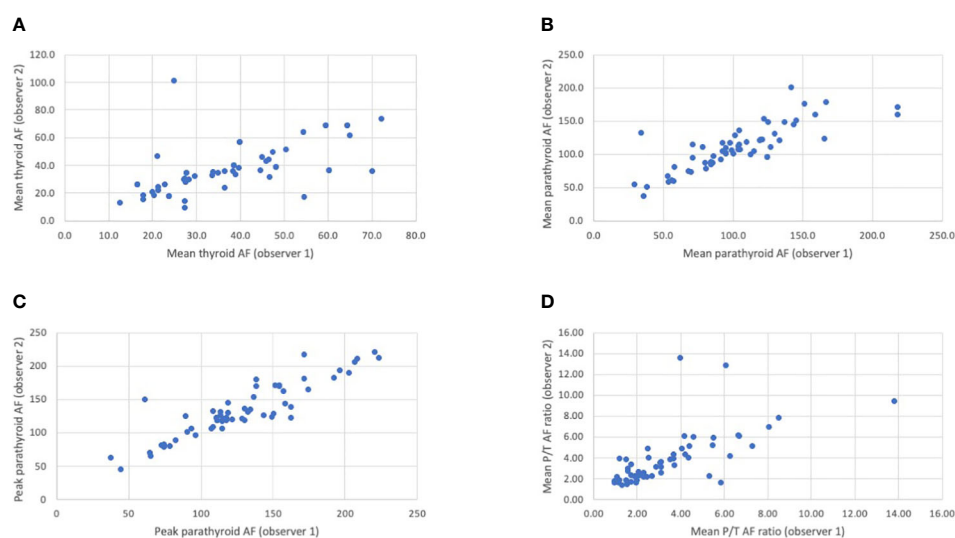 A
Mean thyroid AF (observer 2)
120.0
100.0
80.0
60.0
40.0
20.0
0.0
0.0 10.0 20.0 30.0 40.0 50.0 60.0 70.0 80.0
Mean thyroid AF (observer 1)
B
Mean parathyroid AF (observer 2)
250.0
200.0
150.0
100.0
50.0
0.0
0.0 50.0 100.0 150.0 200.0 250.0
Mean parathyroid AF (observer 1)
C
Peak parathyroid AF (observer 2)
250
200
150
100
50
0
0 50 100 150 200 250
Peak parathyroid AF (observer 1)
D
Mean P/T AF ratio (observer 2)
16.00
14.00
12.00
10.00
8.00
6.00
4.00
2.00
0.00
0.00 2.00 4.00 6.00 8.00 10.00 12.00 14.00 16.00
Mean P/T AF ratio (observer 1)